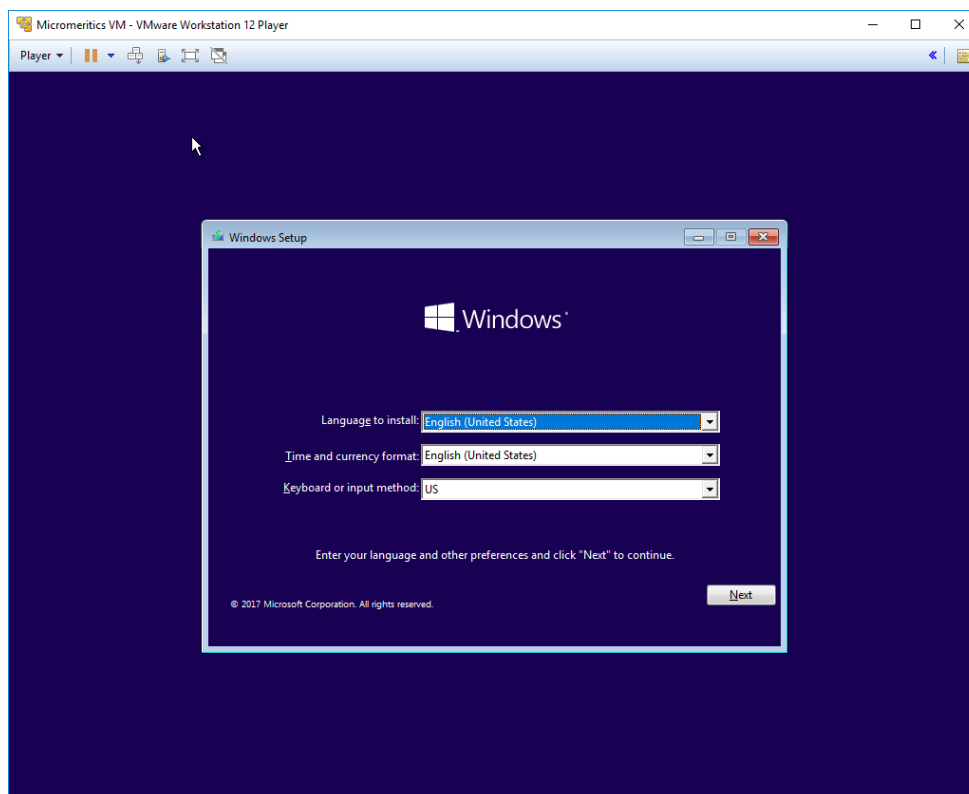 Micromeritics VM - VMware Workstation 12 Player
Player
Windows Setup
Windows
Language to install: English (United States)
Time and currency format: English (United States)
Keyboard or input method: US
Enter your language and other preferences and click "Next" to continue.
Next
© 2017 Microsoft Corporation. All rights reserved.